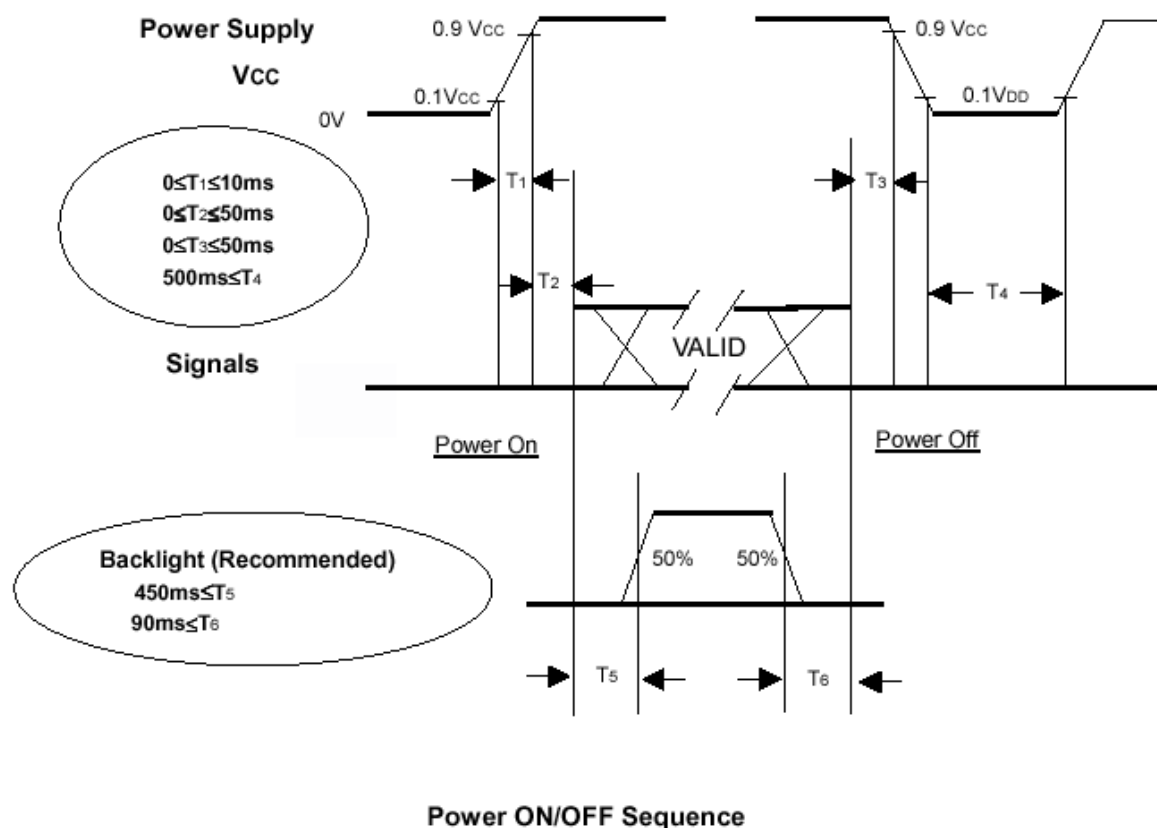 Power Supply
VCC
0.9 VCC
0.1VCC
0V
0.9 VCC
0.1VDD
0≤T1≤10ms
0≤T2≤50ms
0≤T3≤50ms
500ms≤T4
T1
T3
T2
T4
VALID
Signals
Power On
Power Off
Backlight (Recommended)
450ms≤T5
90ms≤T6
50%
50%
T5
T6
Power ON/OFF Sequence